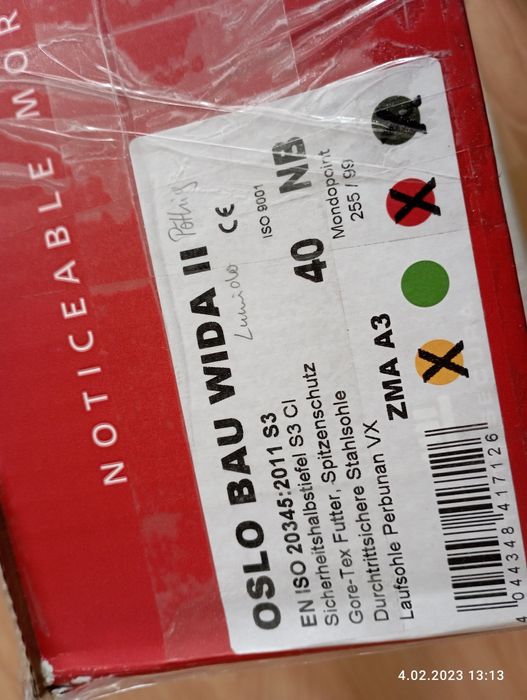 NOTICEABLE MOR
OSLO BAU WIDA II
EN ISO 20345:2011 S3
Sicherheitshalbstiefel S3 CI
Sicherheitshalbstiefel, Spitzenschutz
Gore-Tex Futter,
Durchtrittsichere Stahlsohle
Laufsohle Perbunan VX
CE
ISO 9001
40 NB
Mondopoint
255 / 99
ZMA A3
X X
4 044348 417126
4.02.2023 13:13